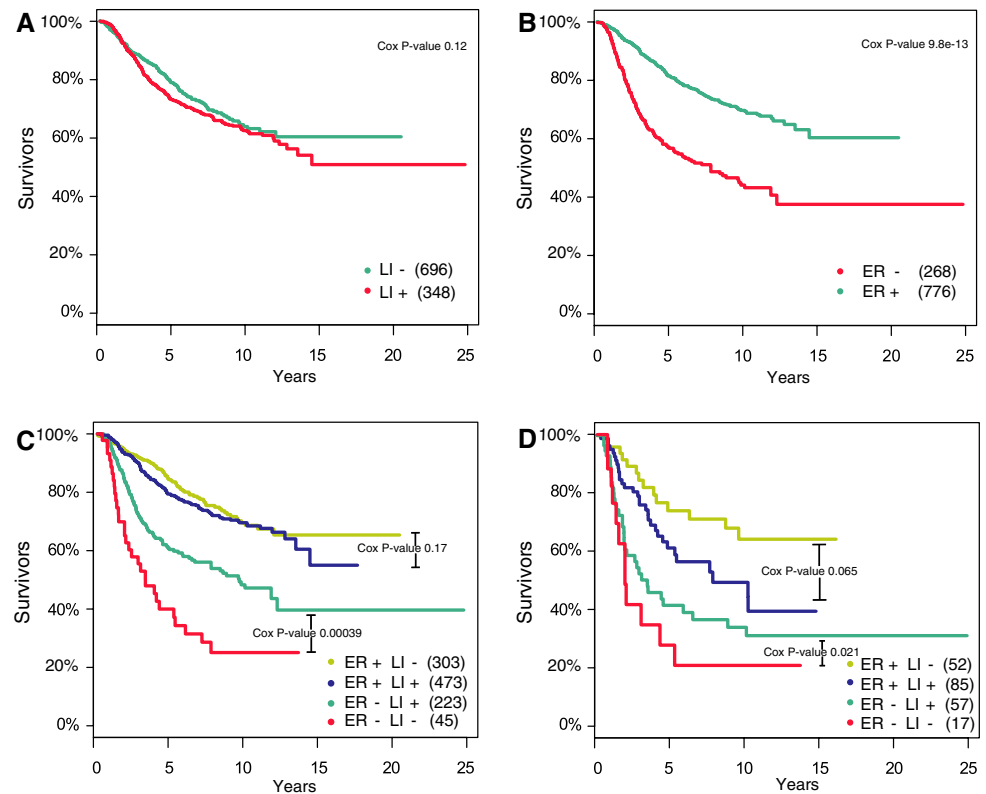 A
100%
80%
60%
40%
20%
0%
Survivors
Cox P-value 0.12
LI - (696)
LI + (348)
0 5 10 15 20 25
Years
B
100%
80%
60%
40%
20%
0%
Survivors
Cox P-value 9.8e-13
ER - (268)
ER + (776)
0 5 10 15 20 25
Years
C
100%
80%
60%
40%
20%
0%
Survivors
Cox P-value 0.17
Cox P-value 0.00039
ER + LI - (303)
ER + LI + (473)
ER - LI + (223)
ER - LI - (45)
0 5 10 15 20 25
Years
D
100%
80%
60%
40%
20%
0%
Survivors
Cox P-value 0.065
Cox P-value 0.021
ER + LI - (52)
ER + LI + (85)
ER - LI + (57)
ER - LI - (17)
0 5 10 15 20 25
Years